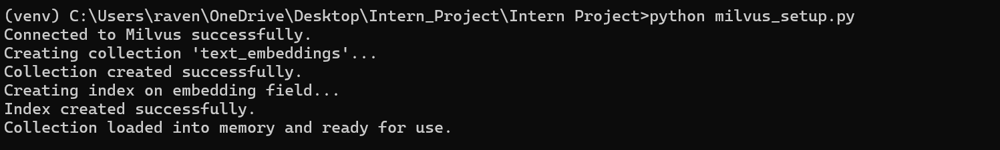 (venv) C:\Users\raven\OneDrive\Desktop\Intern_Project\Intern Project>python milvus_setup.py
Connected to Milvus successfully.
Creating collection 'text_embeddings'...
Collection created successfully.
Creating index on embedding field...
Index created successfully.
Collection loaded into memory and ready for use.